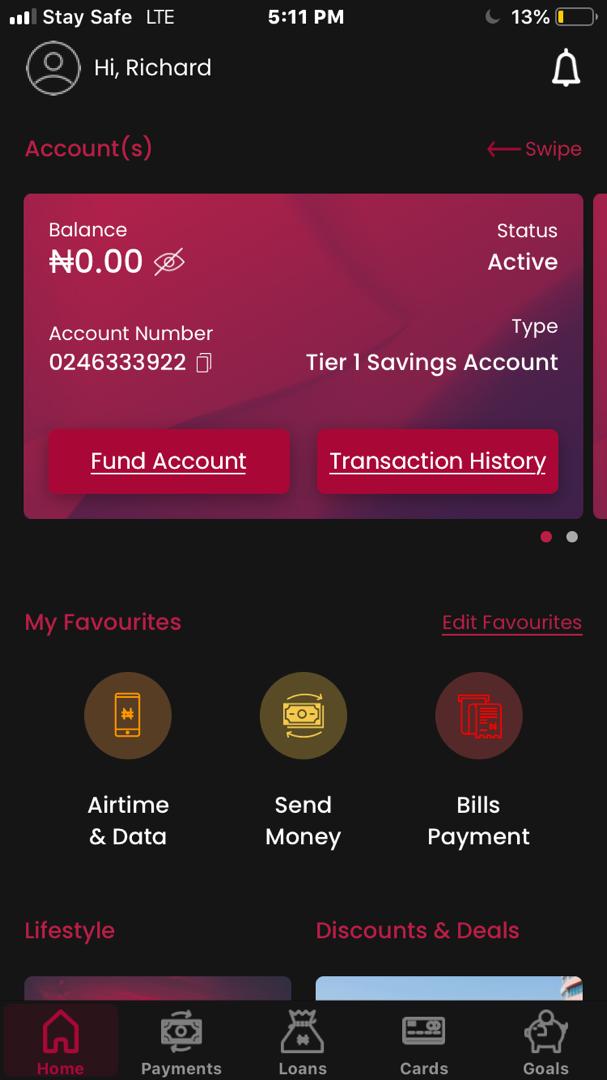 Stay Safe LTE 5:11 PM 13%
Hi, Richard
Account(s) Swipe
Balance
₦0.00
Status
Active
Account Number
0246333922
Type
Tier 1 Savings Account
Fund Account
Transaction History
My Favourites
Edit Favourites
Airtime
& Data
Send
Money
Bills
Payment
Lifestyle
Discounts & Deals
Home
Payments
Loans
Cards
Goals